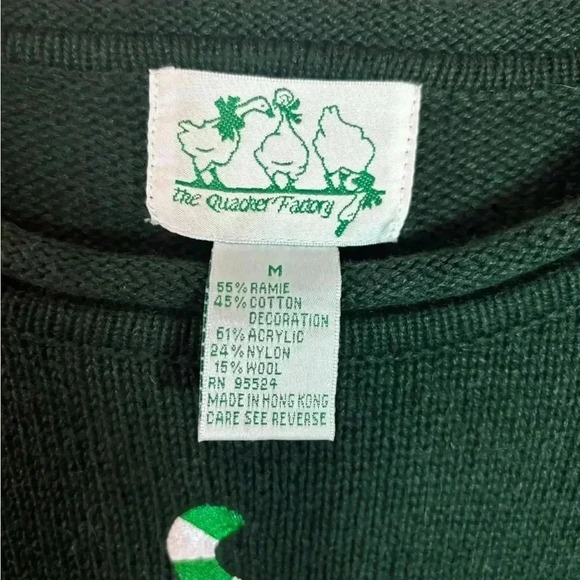 the Quacker Factory
M
55% RAMIE
45% COTTON
DECORATION
61% ACRYLIC
24% NYLON
15% WOOL
RN 95524
MADE IN HONG KONG
CARE SEE REVERSE